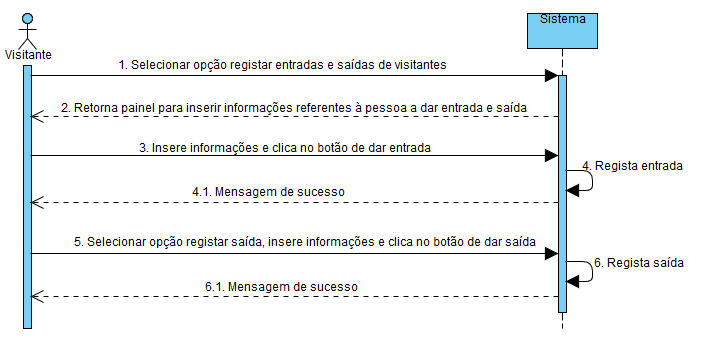 Visitante
Sistema
1. Selecionar opção registar entradas e saídas de visitantes
2. Retorna painel para inserir informações referentes à pessoa a dar entrada e saída
3. Insere informações e clica no botão de dar entrada
4. Regista entrada
4.1. Mensagem de sucesso
5. Selecionar opção registar saída, insere informações e clica no botão de dar saída
6. Regista saída
6.1. Mensagem de sucesso